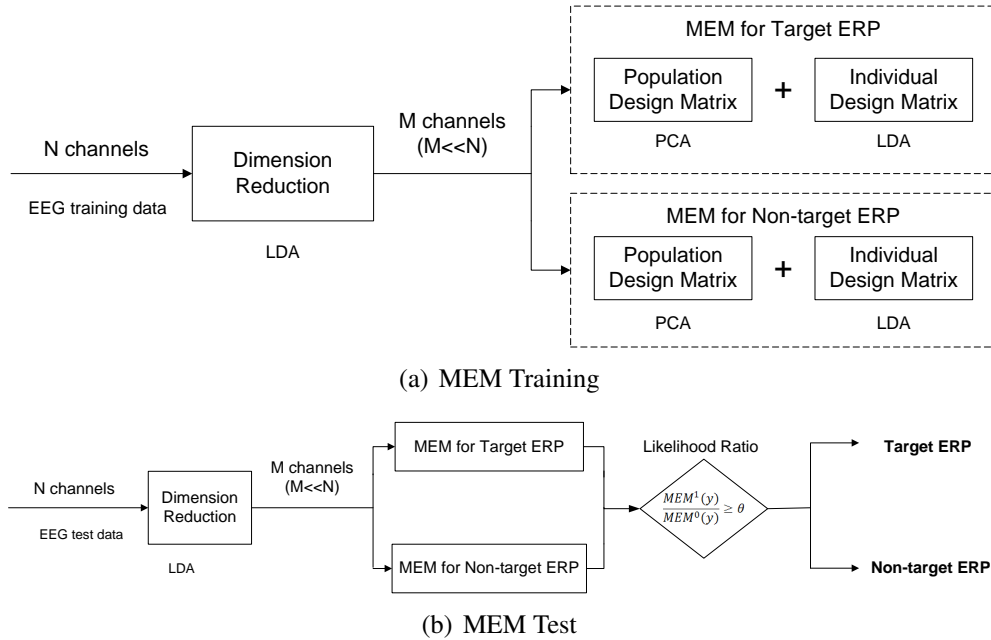 MEM for Target ERP
Population
Design Matrix
+
Individual
Design Matrix
PCA
LDA
N channels
EEG training data
Dimension
Reduction
LDA
M channels
(M<<N)
MEM for Non-target ERP
Population
Design Matrix
+
Individual
Design Matrix
PCA
LDA
(a) MEM Training
N channels
EEG test data
Dimension
Reduction
LDA
M channels
(M<<N)
MEM for Target ERP
MEM for Non-target ERP
Likelihood Ratio
MEM¹(y)
MEM⁰(y)
≥ θ
Target ERP
Non-target ERP
(b) MEM Test